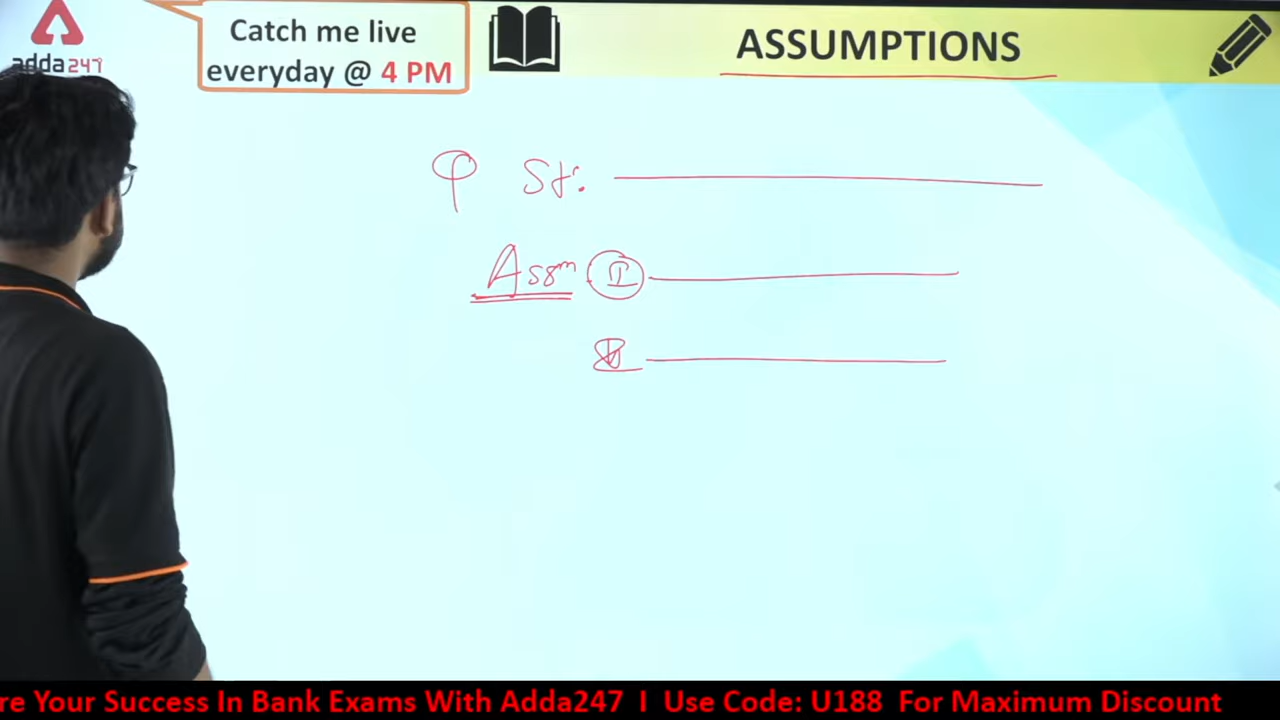 adda247
Catch me live
everyday @ 4 PM
ASSUMPTIONS
Q St.
Assm I
II
re Your Success In Bank Exams With Adda247 I Use Code: U188 For Maximum Discount